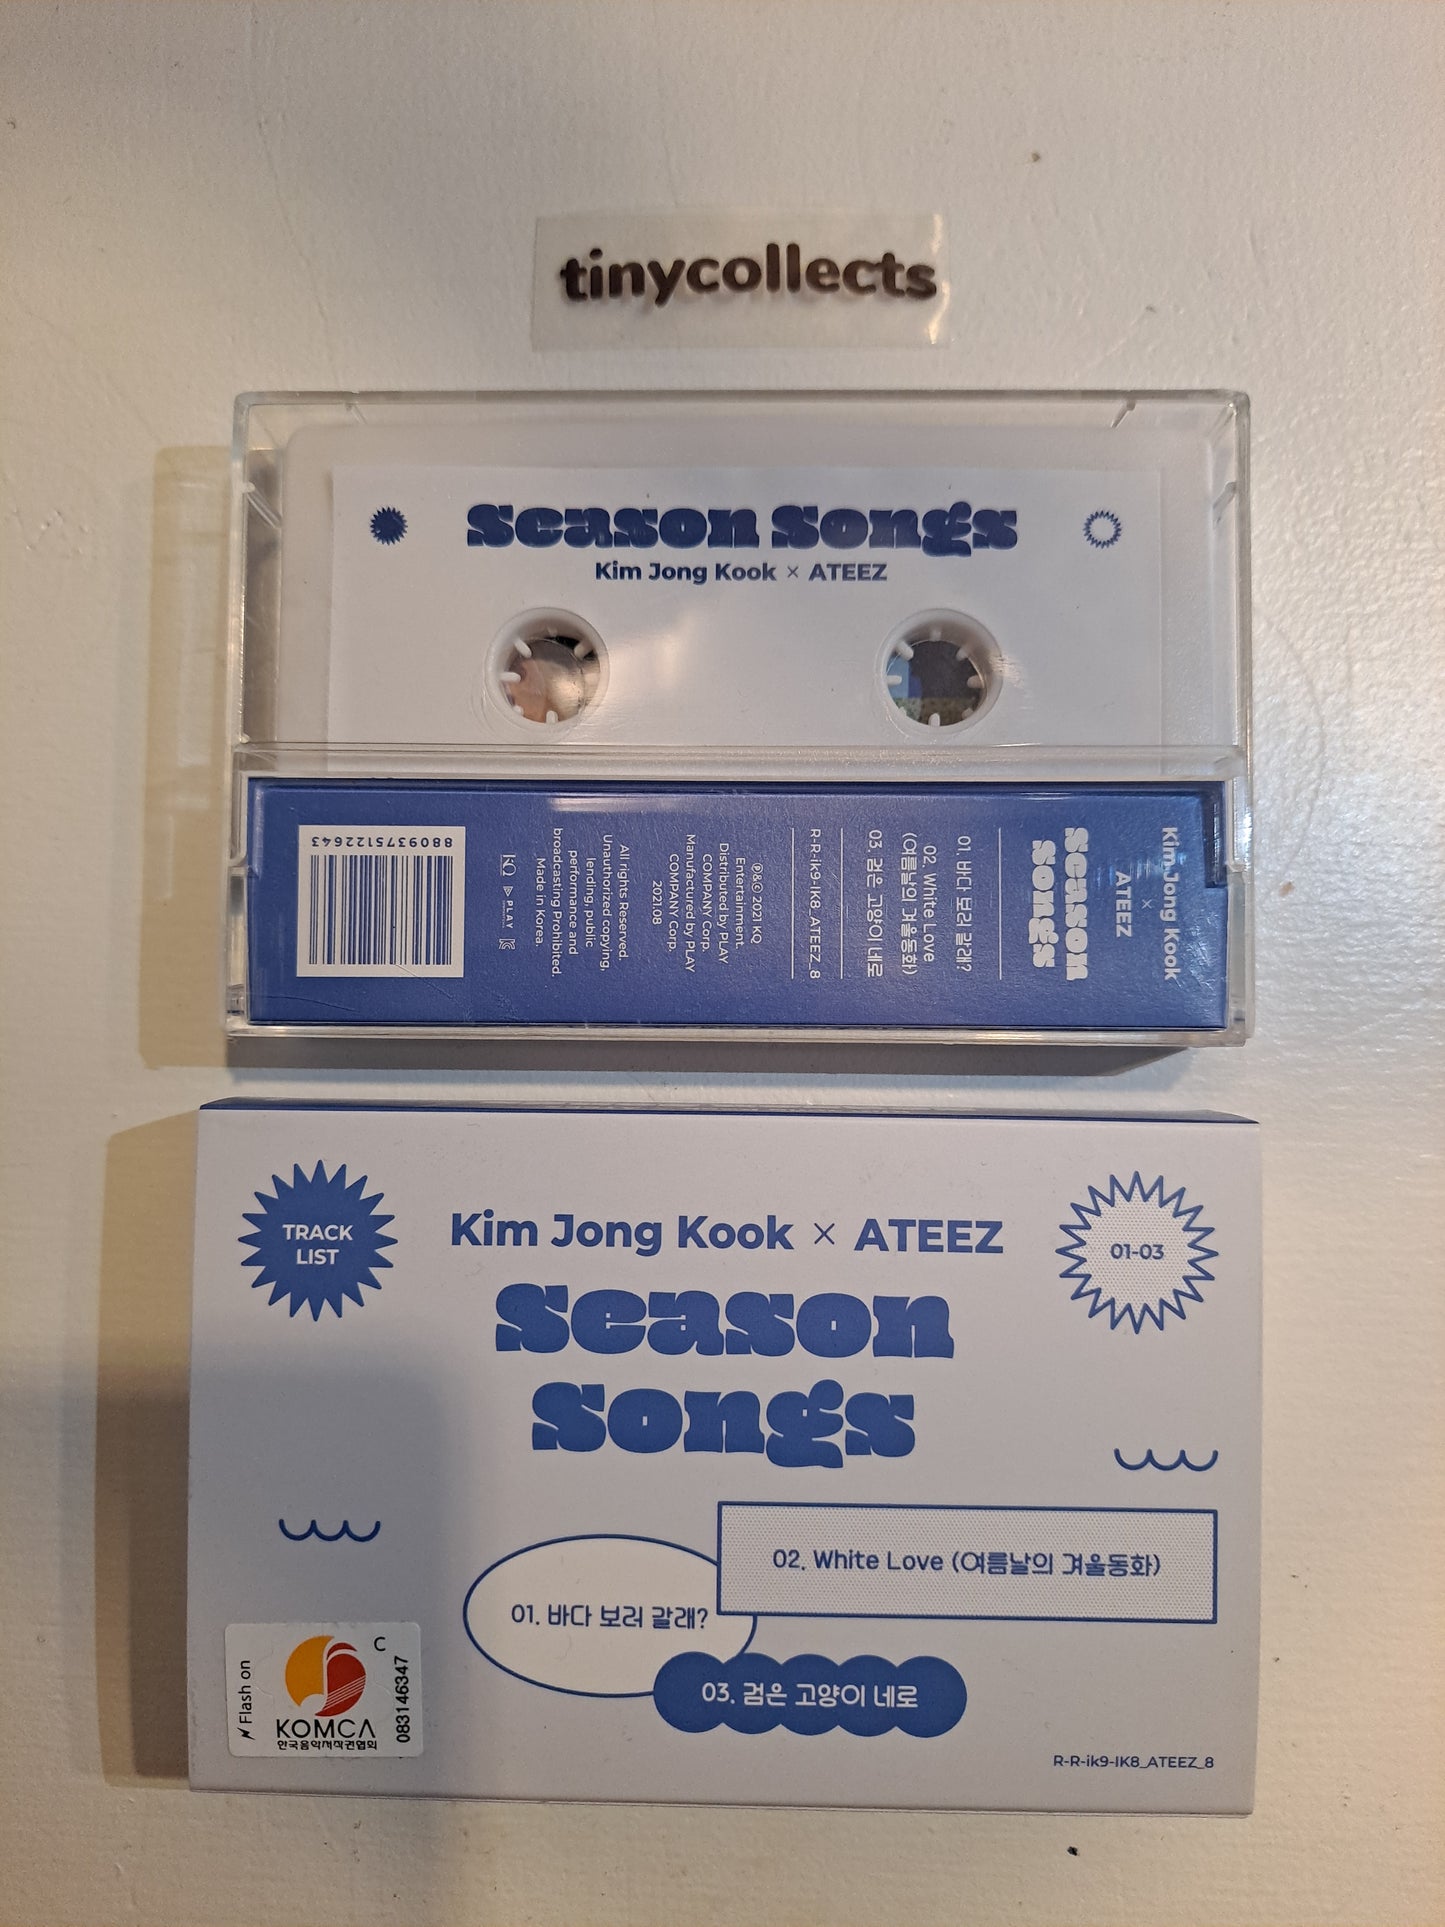 tinycollects
Season Songs
Kim Jong Kook × ATEEZ
Kim Jong Kook
×
ATEEZ
Season
Songs
01. 바다 보러 갈래?
02. White Love
(여름날의 겨울동화)
03. 검은 고양이 네로
R-R-ik9-IK8_ATEEZ_8
℗&© 2021 KQ
Entertainment.
Distributed by PLAY
COMPANY Corp.
Manufactured by PLAY
COMPANY Corp.
2021.08
All rights Reserved.
Unauthorized copying,
lending, public
performance and
broadcasting Prohibited.
Made in Korea.
KQ PLAY
8809375122643
TRACK
LIST
Kim Jong Kook × ATEEZ
01-03
Season
Songs
02. White Love (여름날의 겨울동화)
01. 바다 보러 갈래?
03. 검은 고양이 네로
Flash on
C
083146347
KOMCA
한국음악저작권협회
R-R-ik9-IK8_ATEEZ_8